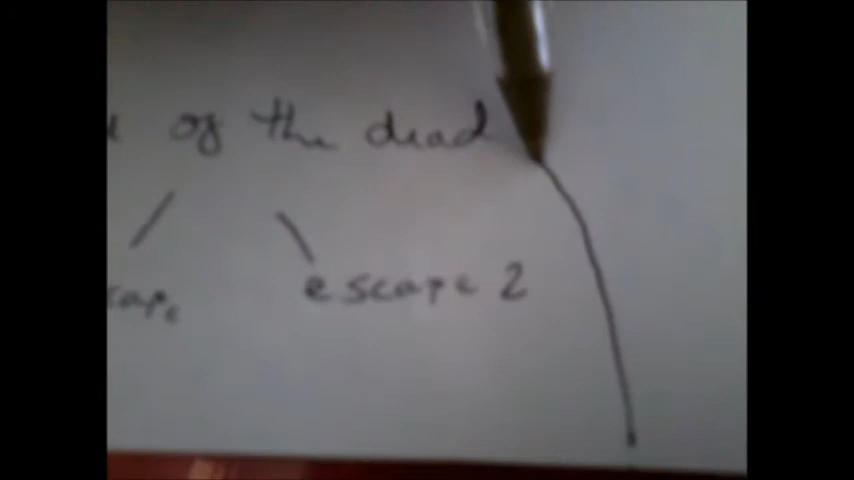 of the dead
escape 2